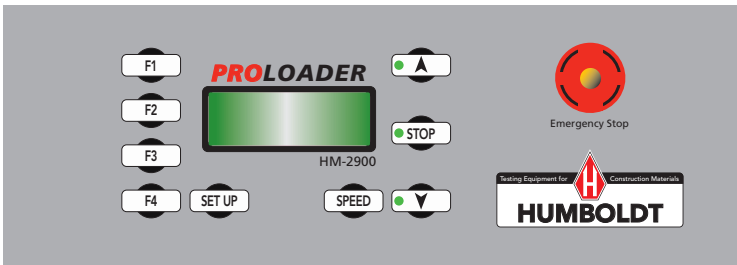 F1
F2
F3
F4
SET UP
PROLOADER
HM-2900
SPEED
STOP
Emergency Stop
Testing Equipment for
H
Construction Materials
HUMBOLDT